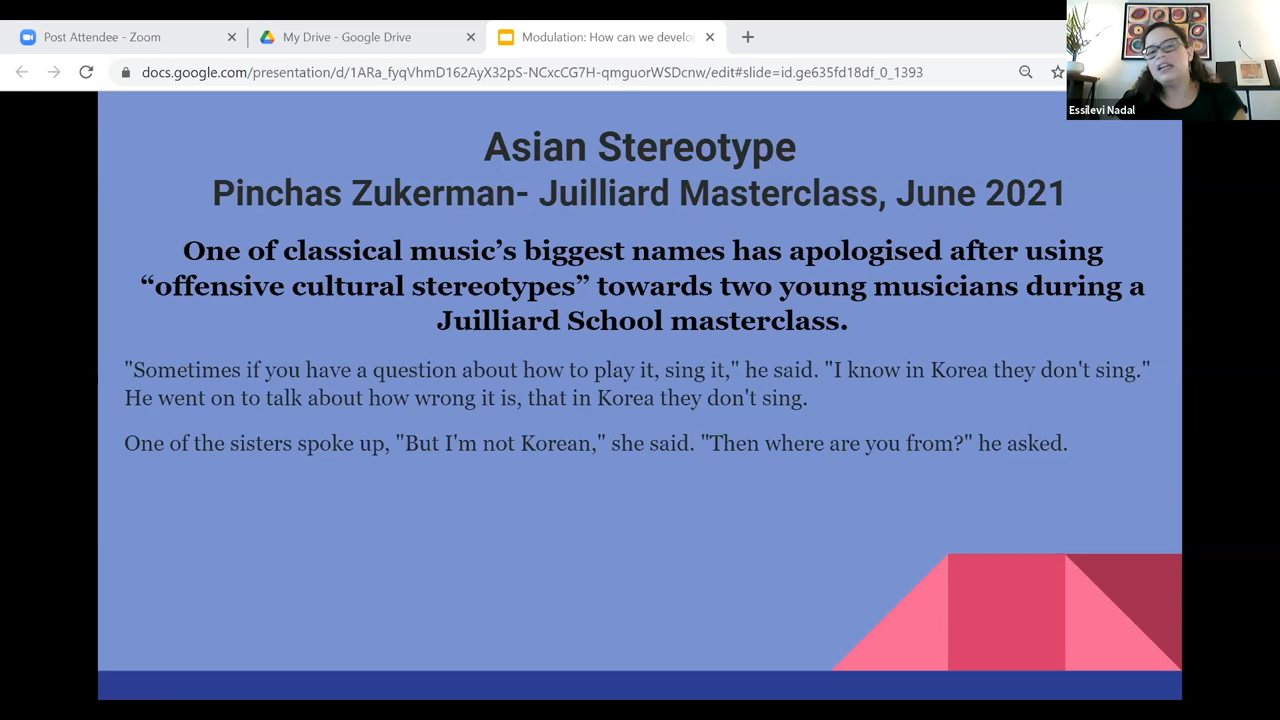 Post Attendee - Zoom
My Drive - Google Drive
Modulation: How can we develo
docs.google.com/presentation/d/1ARa_fyqVhmD162AyX32pS-NCxcCG7H-qmguorWSDcnw/edit#slide=id.ge635fd18df_0_1393
Essilevi Nadal
Asian Stereotype
Pinchas Zukerman- Juilliard Masterclass, June 2021
One of classical music’s biggest names has apologised after using
“offensive cultural stereotypes” towards two young musicians during a
Juilliard School masterclass.
"Sometimes if you have a question about how to play it, sing it," he said. "I know in Korea they don't sing."
He went on to talk about how wrong it is, that in Korea they don't sing.
One of the sisters spoke up, "But I'm not Korean," she said. "Then where are you from?" he asked.